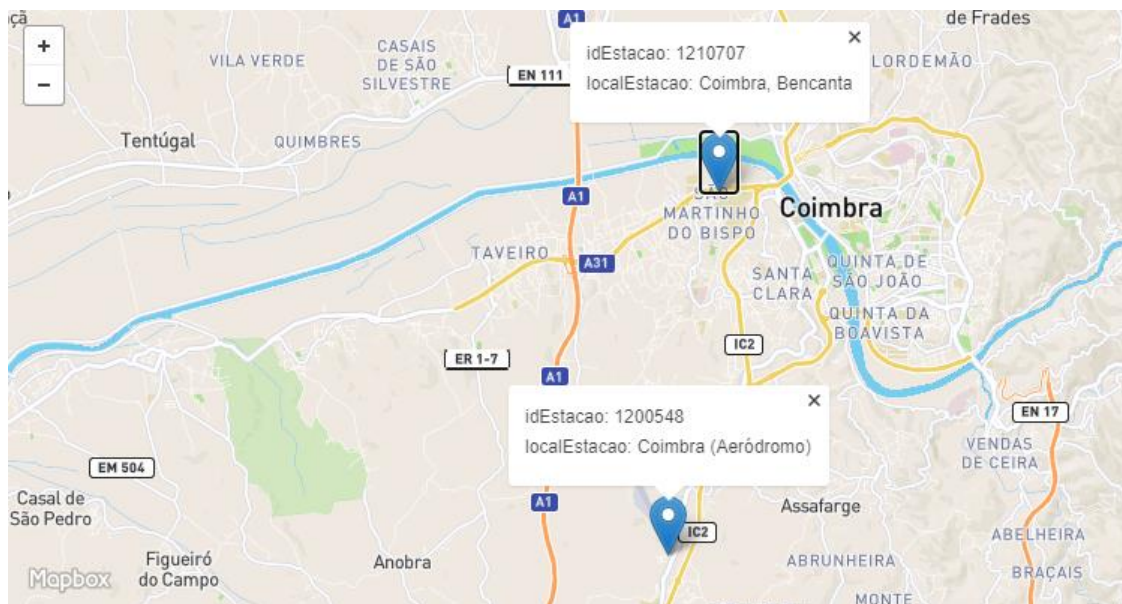 ça
A1
de Frades
+
−
VILA VERDE
CASAIS
DE SÃO
SILVESTRE
EN 111
idEstacao: 1210707
×
localEstacao: Coimbra, Bencanta
LORDEMÃO
Tentúgal
QUIMBRES
A1
SÃO
MARTINHO
DO BISPO
Coimbra
TAVEIRO
A31
SANTA
CLARA
QUINTA DE
SÃO JOÃO
QUINTA DA
BOAVISTA
IC2
ER 1-7
A1
idEstacao: 1200548
×
localEstacao: Coimbra (Aeródromo)
EN 17
VENDAS
DE CEIRA
EM 504
Casal de
São Pedro
A1
Assafarge
IC2
ABELHEIRA
Figueiró
do Campo
Anobra
ABRUNHEIRA
BRAÇAIS
Mapbox
MONTE